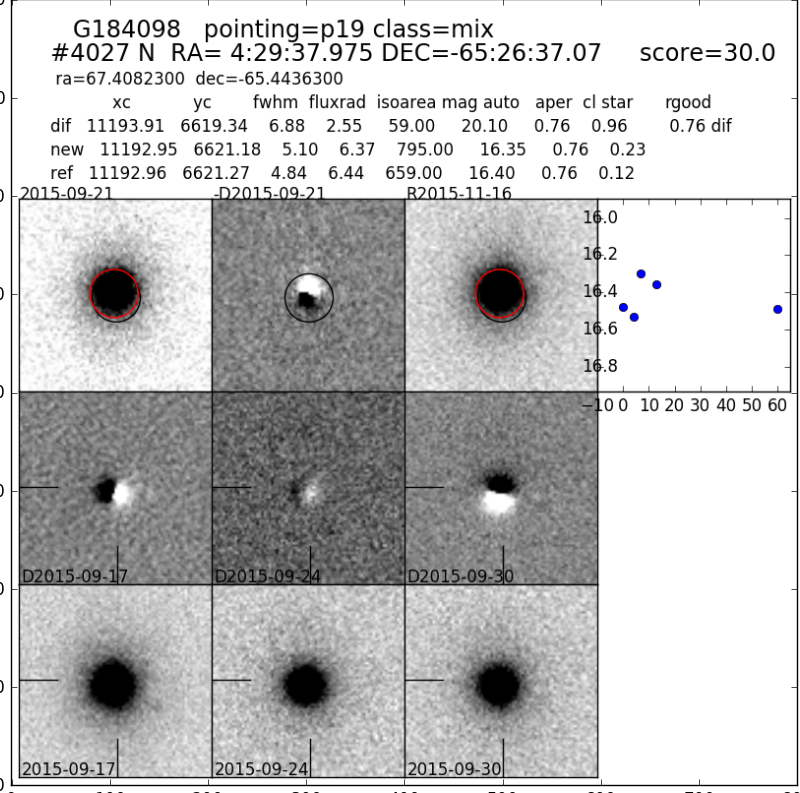 G184098 pointing=p19 class=mix
#4027 N RA= 4:29:37.975 DEC=-65:26:37.07 score=30.0
ra=67.4082300 dec=-65.4436300
xc yc fwhm fluxrad isoarea mag auto aper cl star rgood
dif 11193.91 6619.34 6.88 2.55 59.00 20.10 0.76 0.96 0.76 dif
new 11192.95 6621.18 5.10 6.37 795.00 16.35 0.76 0.23
ref 11192.96 6621.27 4.84 6.44 659.00 16.40 0.76 0.12
2015-09-21 -D2015-09-21 R2015-11-16
16.0
16.2
16.4
16.6
16.8
−10 0 10 20 30 40 50 60
D2015-09-17 D2015-09-24 D2015-09-30
2015-09-17 2015-09-24 2015-09-30